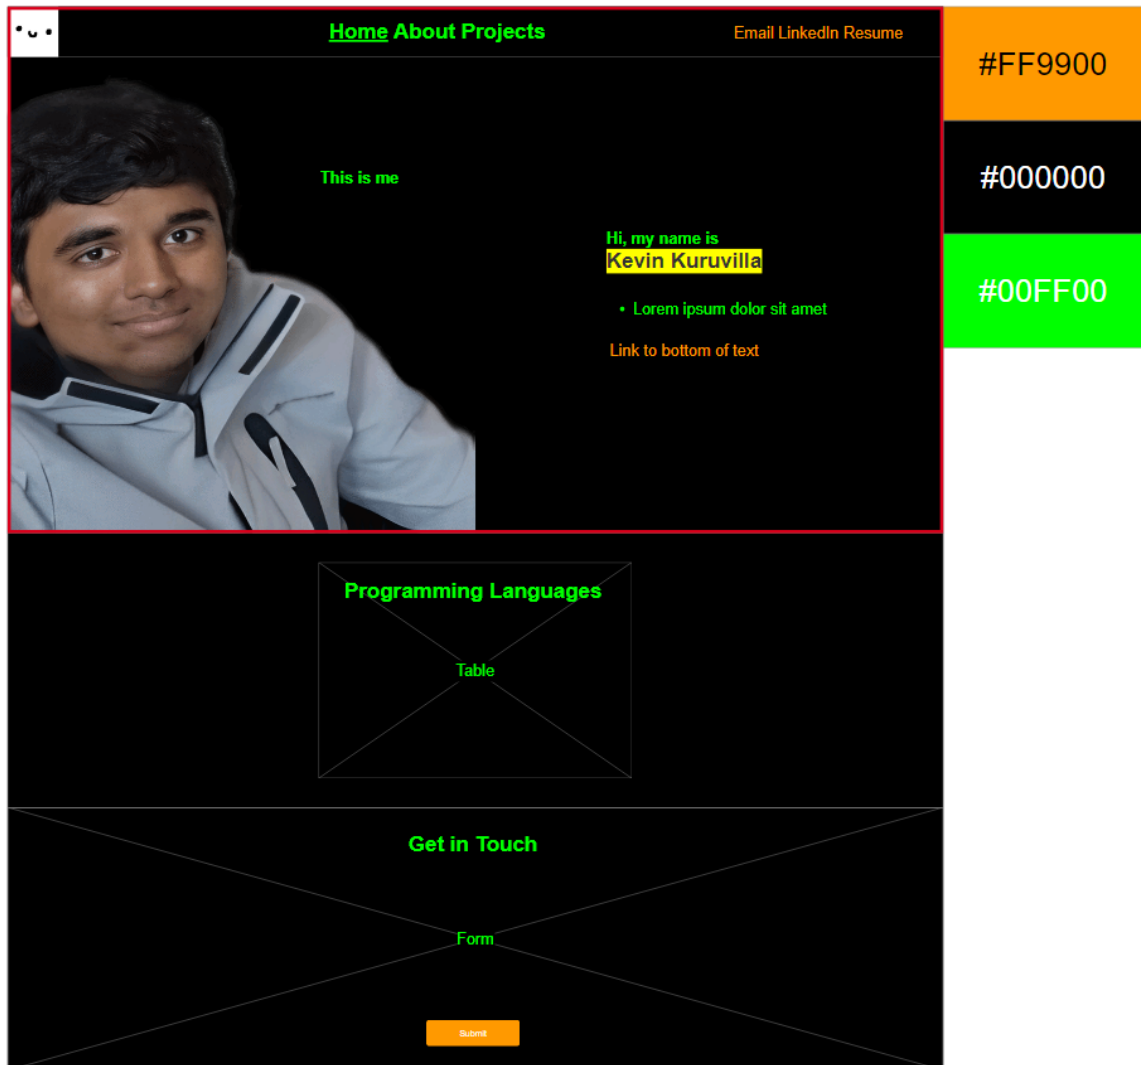 Home About Projects
Email LinkedIn Resume
#FF9900
#000000
This is me
Hi, my name is
Kevin Kuruvilla
#00FF00
• Lorem ipsum dolor sit amet
Link to bottom of text
Programming Languages
Table
Get in Touch
Form
Submit